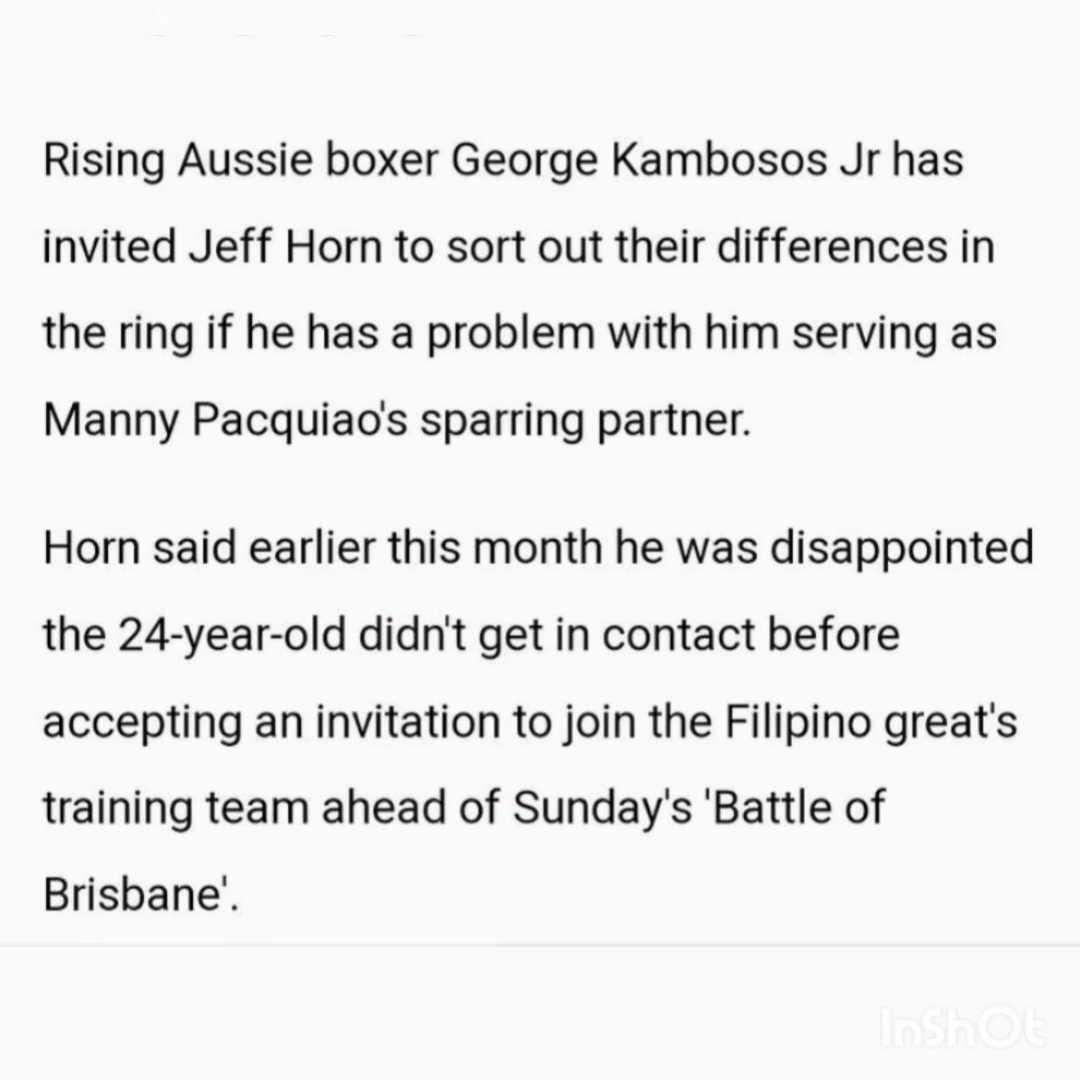 Rising Aussie boxer George Kambosos Jr has
invited Jeff Horn to sort out their differences in
the ring if he has a problem with him serving as
Manny Pacquiao's sparring partner.
Horn said earlier this month he was disappointed
the 24-year-old didn't get in contact before
accepting an invitation to join the Filipino great's
training team ahead of Sunday's 'Battle of
Brisbane'.
InShOt